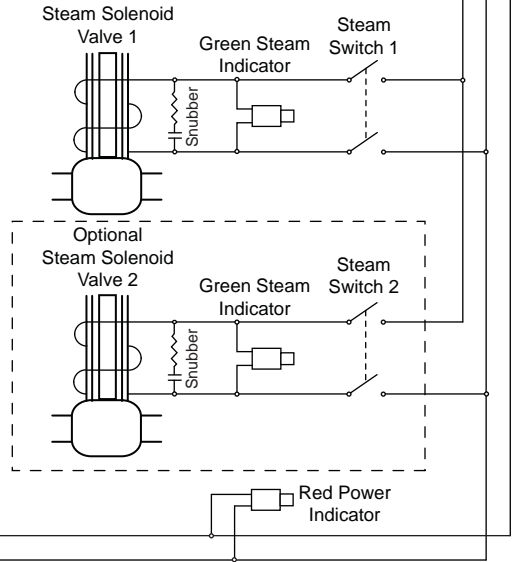 Steam Solenoid
Valve 1
Green Steam
Indicator
Steam
Switch 1
Snubber
Optional
Steam Solenoid
Valve 2
Green Steam
Indicator
Steam
Switch 2
Snubber
Red Power
Indicator